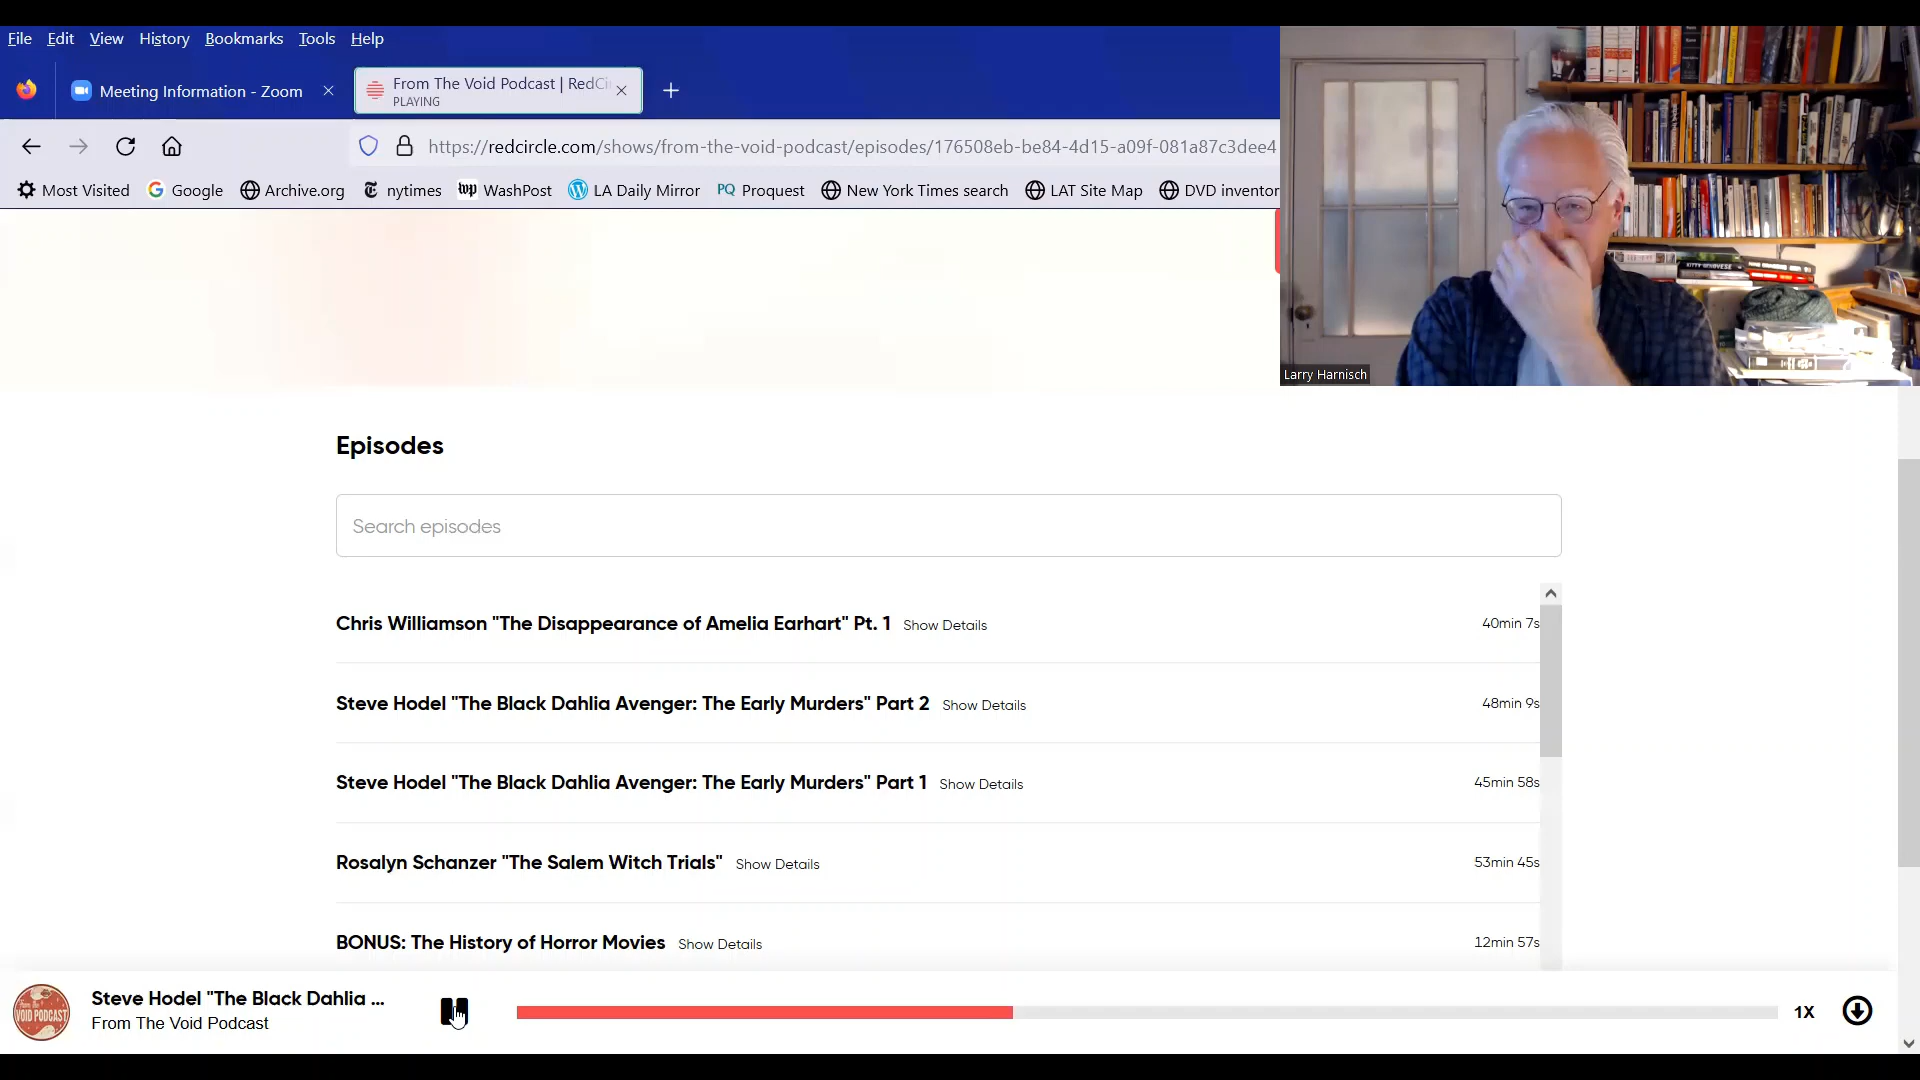 File Edit View History Bookmarks Tools Help
Meeting Information - Zoom
From The Void Podcast | RedCi
PLAYING
https://redcircle.com/shows/from-the-void-podcast/episodes/176508eb-be84-4d15-a09f-081a87c3dee4
Most Visited Google Archive.org nytimes WashPost LA Daily Mirror PQ Proquest New York Times search LAT Site Map DVD inventor
KITTY GENOVESE
Larry Harnisch
Episodes
Search episodes
Chris Williamson "The Disappearance of Amelia Earhart" Pt. 1 Show Details 40min 7s
Steve Hodel "The Black Dahlia Avenger: The Early Murders" Part 2 Show Details 48min 9s
Steve Hodel "The Black Dahlia Avenger: The Early Murders" Part 1 Show Details 45min 58s
Rosalyn Schanzer "The Salem Witch Trials" Show Details 53min 45s
BONUS: The History of Horror Movies Show Details 12min 57s
VOID PODCAST
Steve Hodel "The Black Dahlia ...
From The Void Podcast
1X